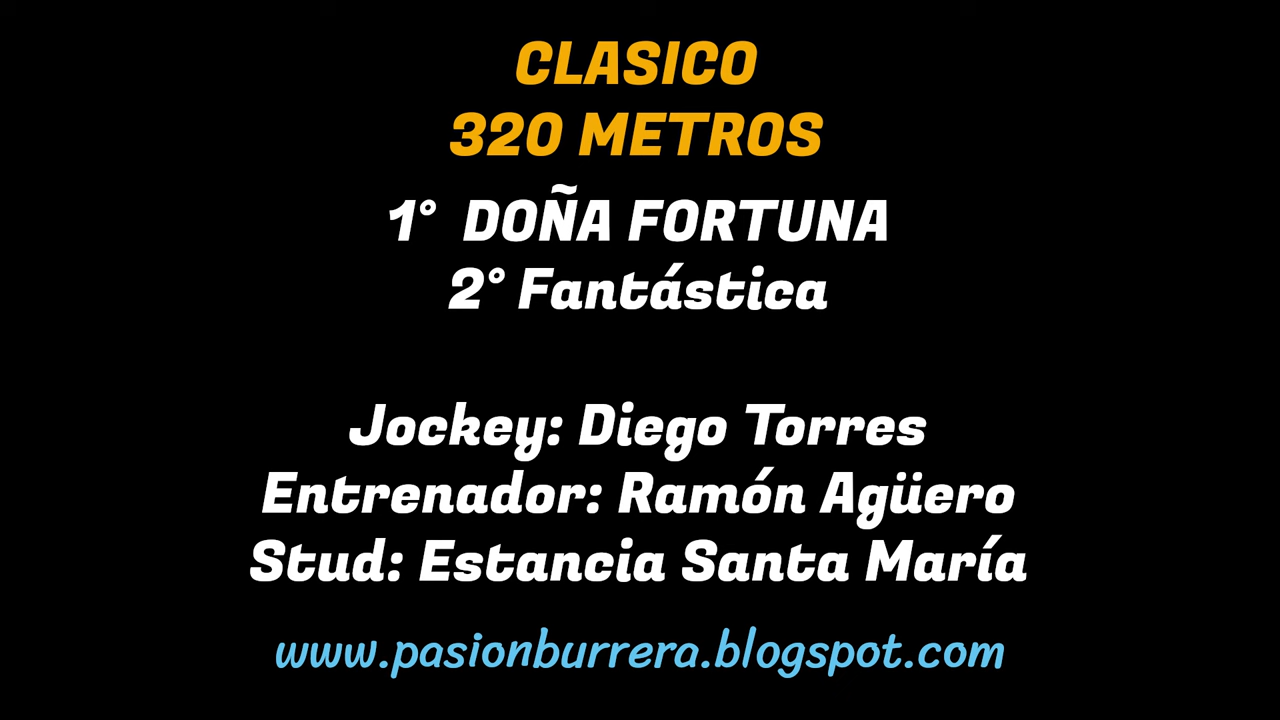 CLASICO
320 METROS
1° DOÑA FORTUNA
2° Fantástica
Jockey: Diego Torres
Entrenador: Ramón Agüero
Stud: Estancia Santa María
www.pasionburrera.blogspot.com